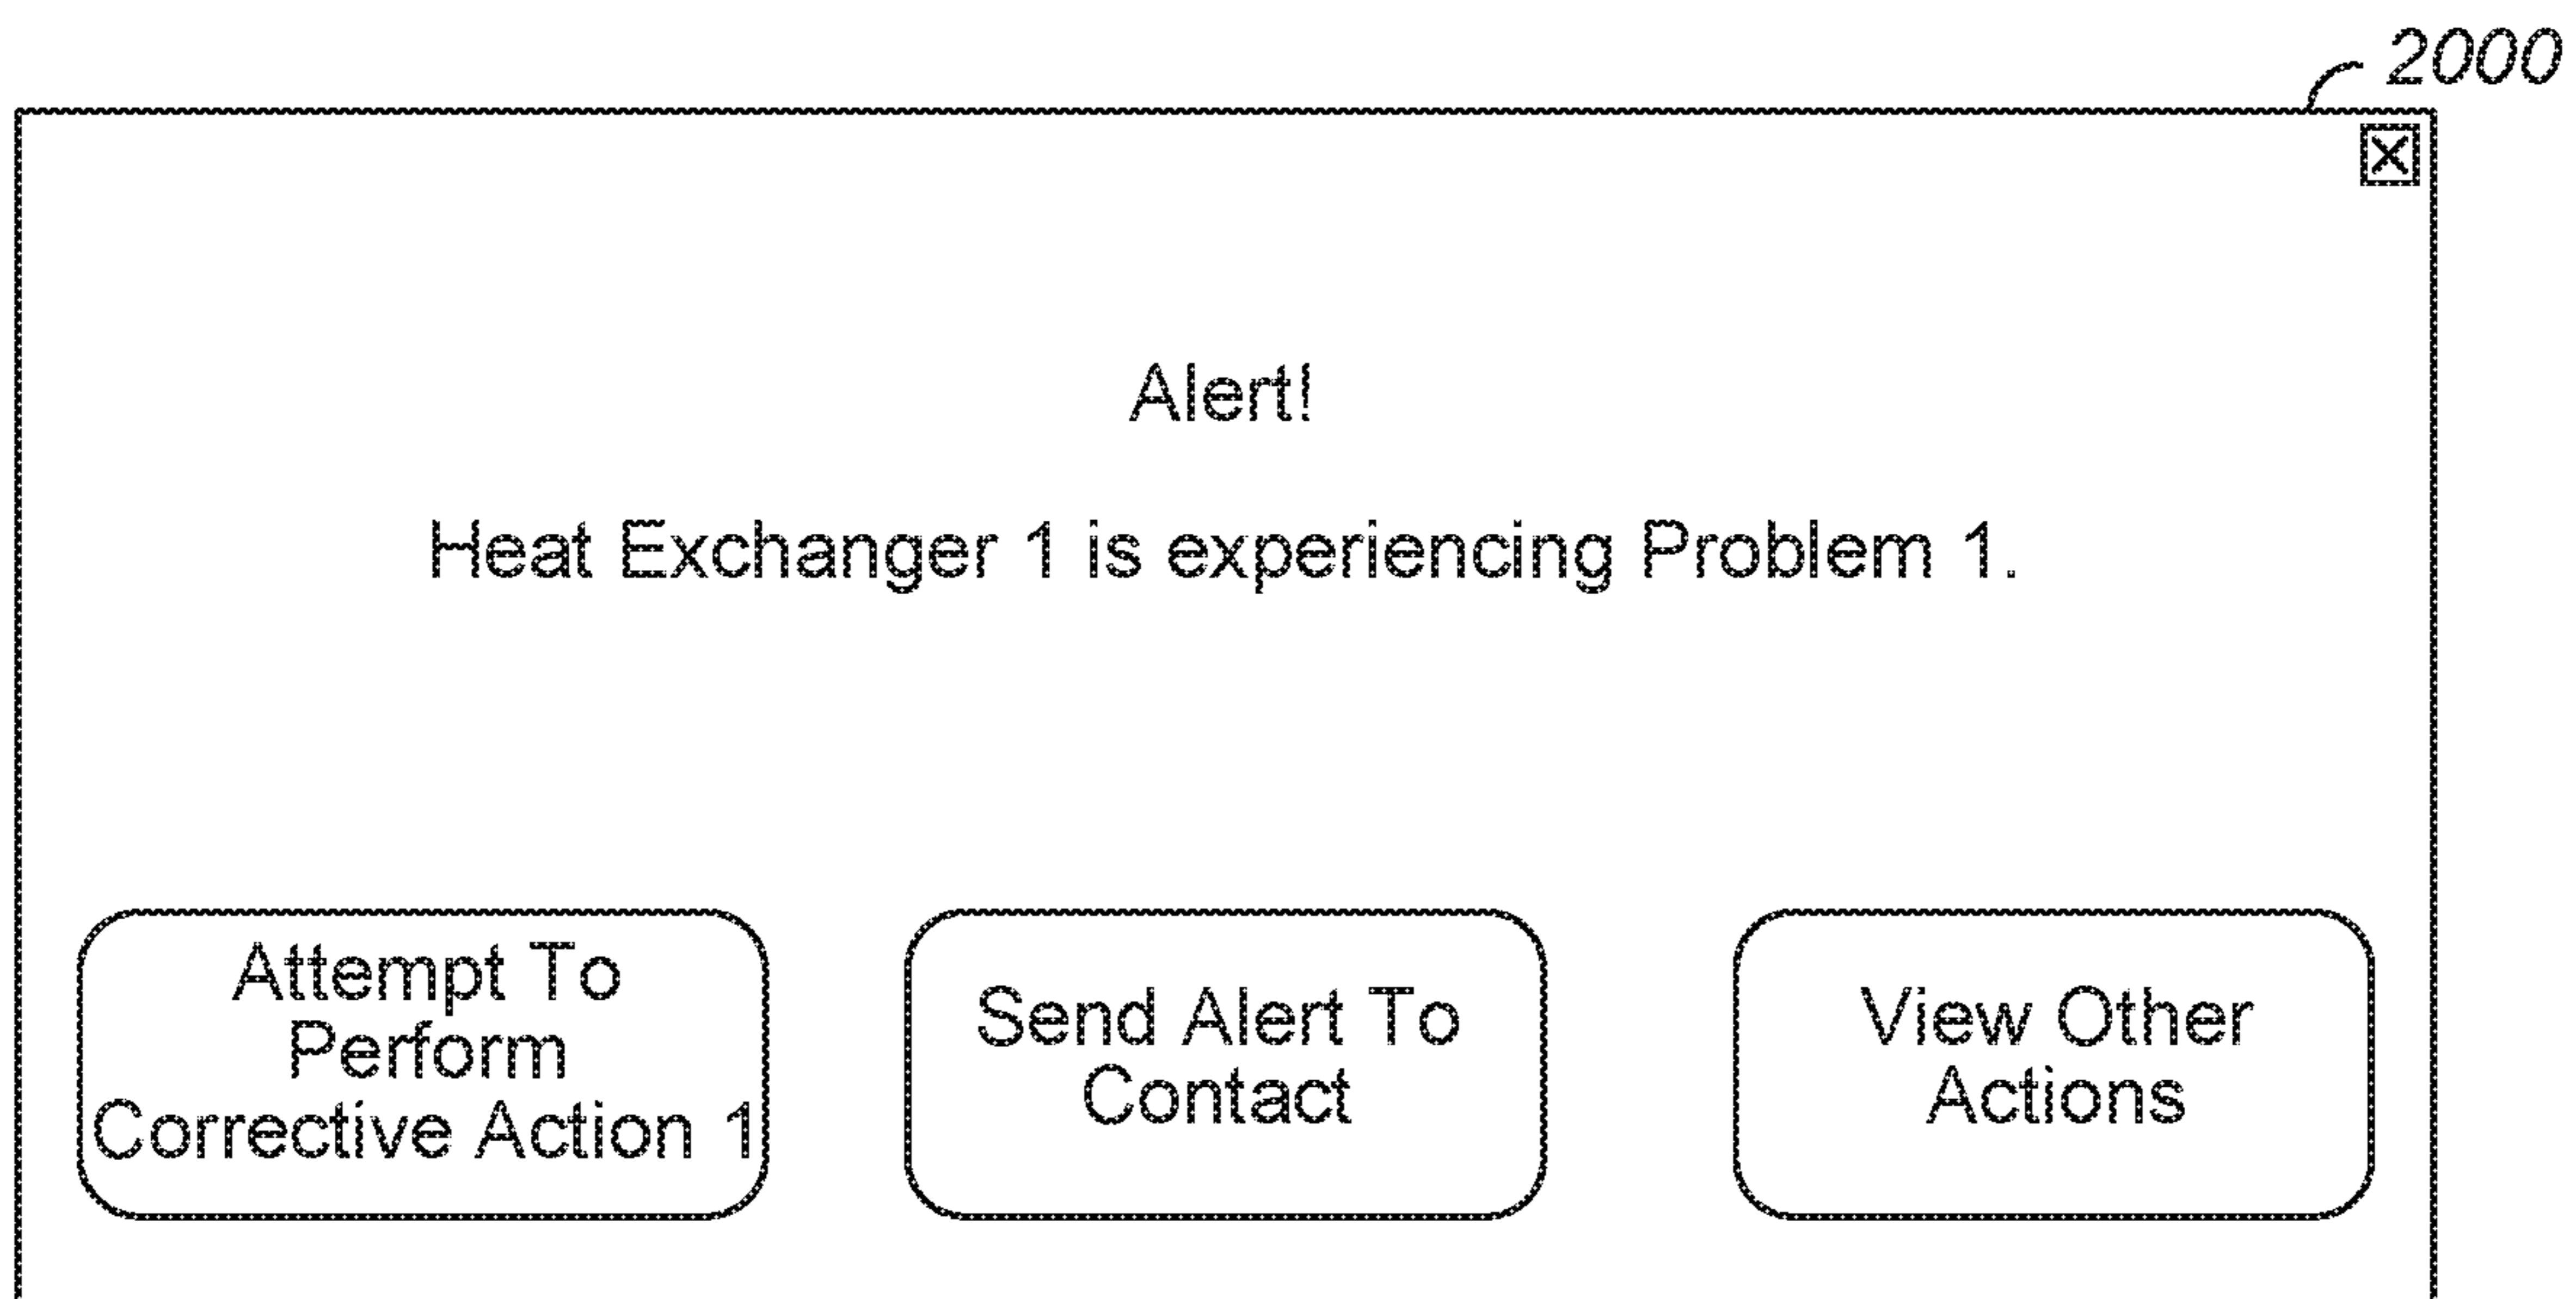 2000
Alert!
Heat Exchanger 1 is experiencing Problem 1.
Attempt To
Perform
Corrective Action 1
Send Alert To
Contact
View Other
Actions